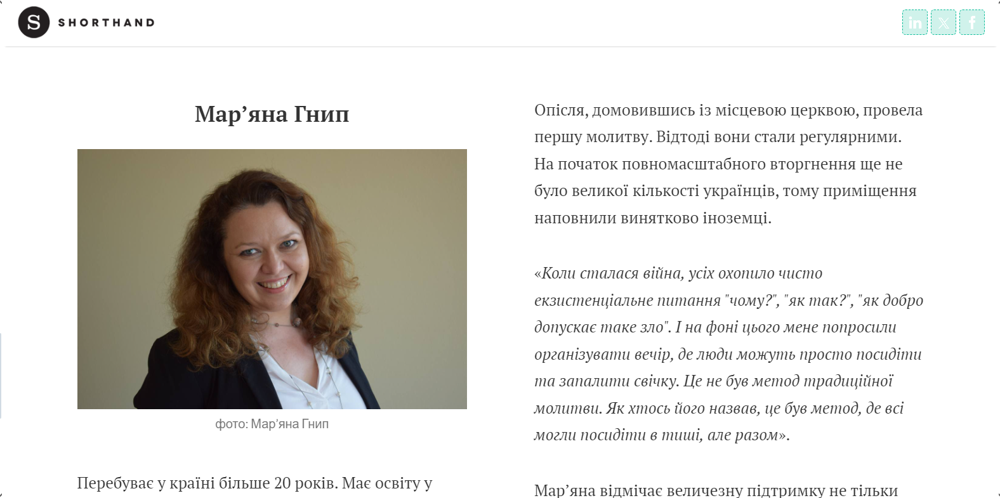 SHORTHAND
Мар’яна Гнип
фото: Мар’яна Гнип
Перебуває у країні більше 20 років. Має освіту у
Опісля, домовившись із місцевою церквою, провела
першу молитву. Відтоді вони стали регулярними.
На початок повномасштабного вторгнення ще не
було великої кількості українців, тому приміщення
наповнили винятково іноземці.
«Коли сталася війна, усіх охопило чисто
екзистенціальне питання "чому?", "як так?", "як добро
допускає таке зло". І на фоні цього мене попросили
організувати вечір, де люди можуть просто посидіти
та запалити свічку. Це не був метод традиційної
молитви. Як хтось його назвав, це був метод, де всі
могли посидіти в тиші, але разом».
Мар’яна відмічає величезну підтримку не тільки